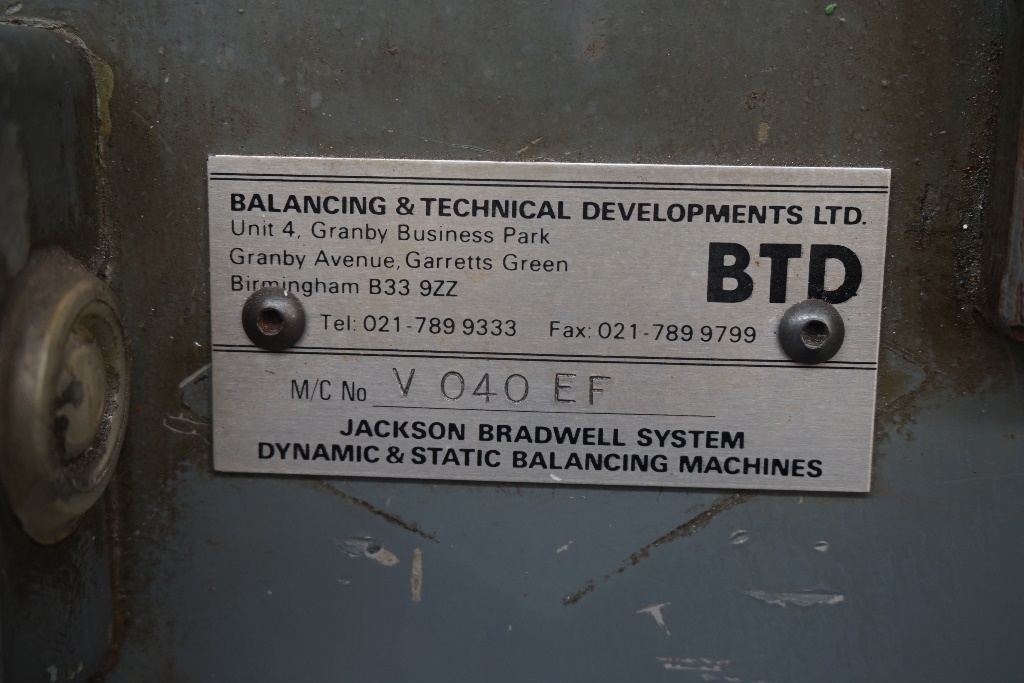 BALANCING & TECHNICAL DEVELOPMENTS LTD.
Unit 4, Granby Business Park
Granby Avenue, Garretts Green
Birmingham B33 9ZZ
BTD
Tel: 021-789 9333 Fax: 021-789 9799
M/C No V 040 EF
JACKSON BRADWELL SYSTEM
DYNAMIC & STATIC BALANCING MACHINES